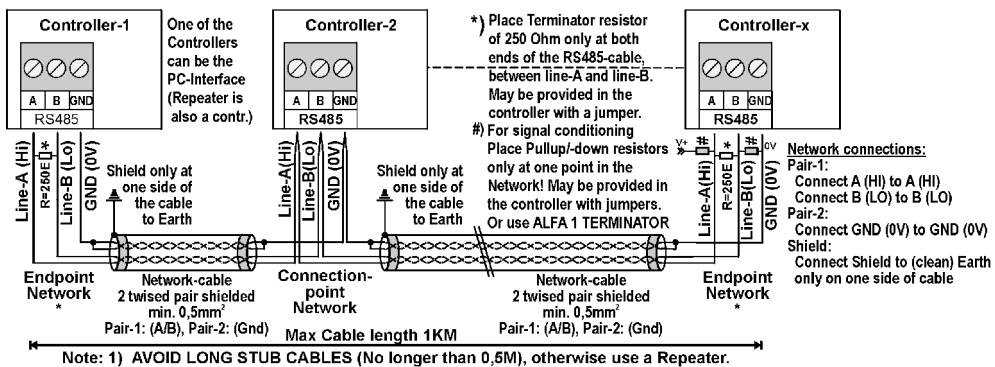 Controller-1
A B GND
RS485
One of the
Controllers
can be the
PC-Interface
(Repeater is
also a contr.)
Controller-2
A B GND
RS485
*) Place Terminator resistor
of 250 Ohm only at both
ends of the RS485-cable,
between line-A and line-B.
May be provided in the
controller with a jumper.
#) For signal conditioning
Place Pullup/-down resistors
only at one point in the
Network! May be provided in
the controller with jumpers.
Or use ALFA 1 TERMINATOR
Controller-x
A B GND
RS485
Line-A (Hi)
R=250E
*
Line-B (Lo)
GND (0V)
Shield only at
one side of
the cable
to Earth
Line-A(Hi)
Line-B(Lo)
GND (0V)
Shield only at
one side of
the cable
to Earth
V+
#
*
#
0V
Line-A(Hi)
R=250E
Line-B(Lo)
GND (0V)
Network connections:
Pair-1:
Connect A (HI) to A (HI)
Connect B (LO) to B (LO)
Pair-2:
Connect GND (0V) to GND (0V)
Shield:
Connect Shield to (clean) Earth
only on one side of cable
Endpoint
Network
*
Network-cable
2 twised pair shielded
min. 0,5mm²
Pair-1: (A/B), Pair-2: (Gnd)
Connection-
point
Network
Network-cable
2 twised pair shielded
min. 0,5mm²
Pair-1: (A/B), Pair-2: (Gnd)
Endpoint
Network
*
Max Cable length 1KM
Note: 1) AVOID LONG STUB CABLES (No longer than 0,5M), otherwise use a Repeater.